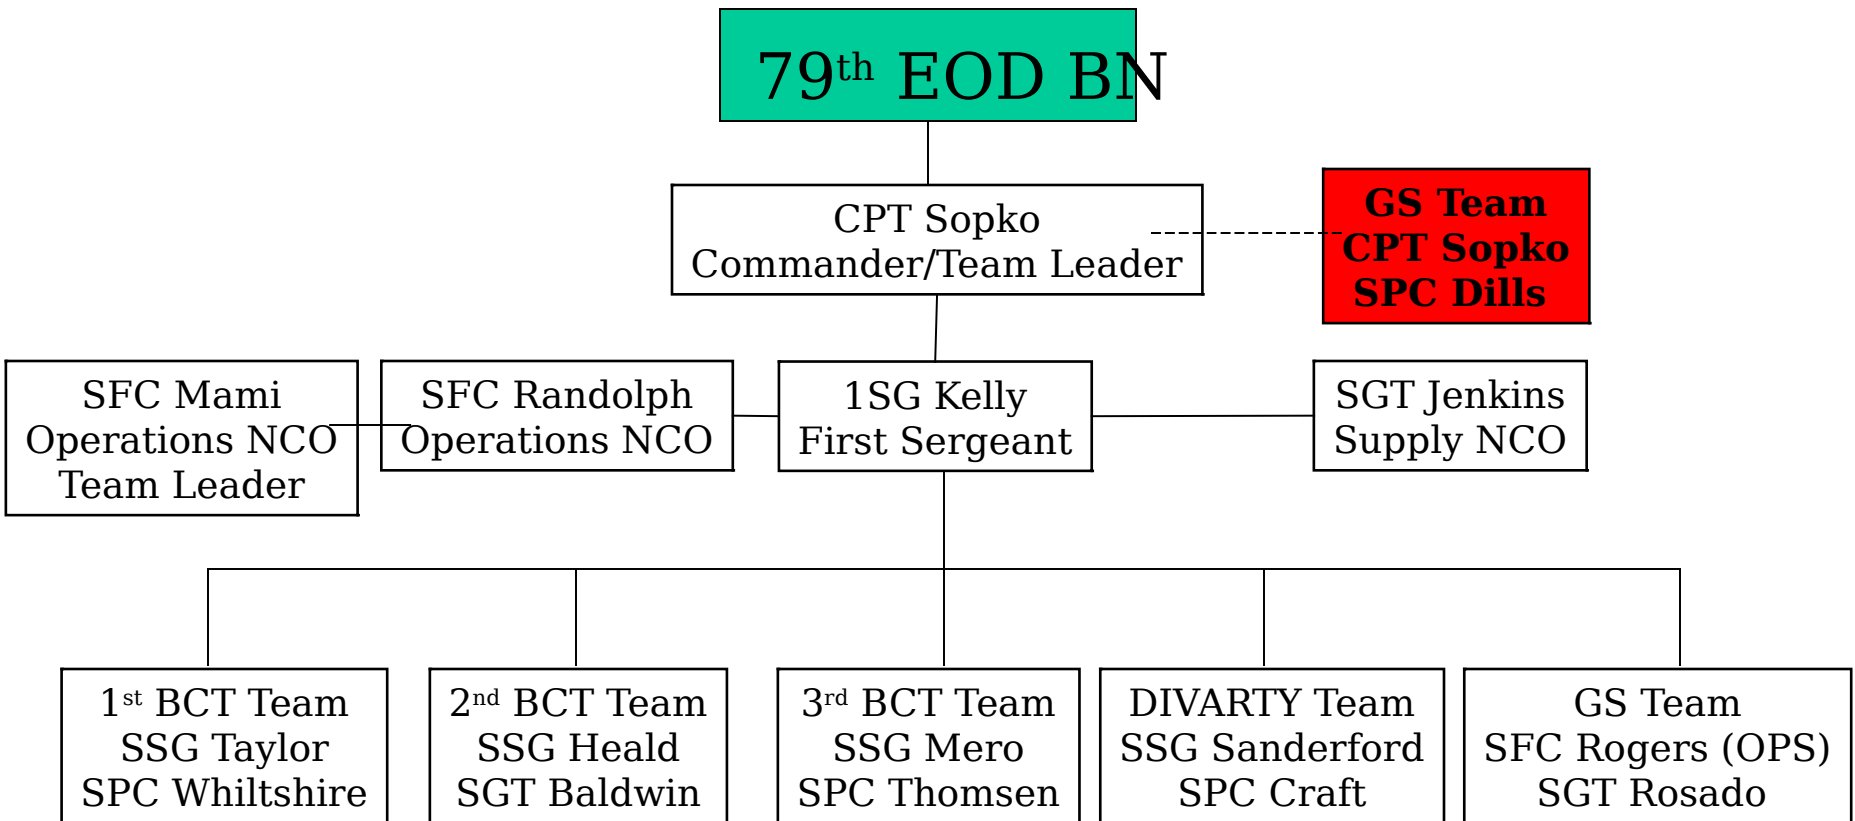 79th EOD BN
CPT Sopko
Commander/Team Leader
GS Team
CPT Sopko
SPC Dills
SFC Mami
Operations NCO
Team Leader
SFC Randolph
Operations NCO
1SG Kelly
First Sergeant
SGT Jenkins
Supply NCO
1st BCT Team
SSG Taylor
SPC Whiltshire
2nd BCT Team
SSG Heald
SGT Baldwin
3rd BCT Team
SSG Mero
SPC Thomsen
DIVARTY Team
SSG Sanderford
SPC Craft
GS Team
SFC Rogers (OPS)
SGT Rosado